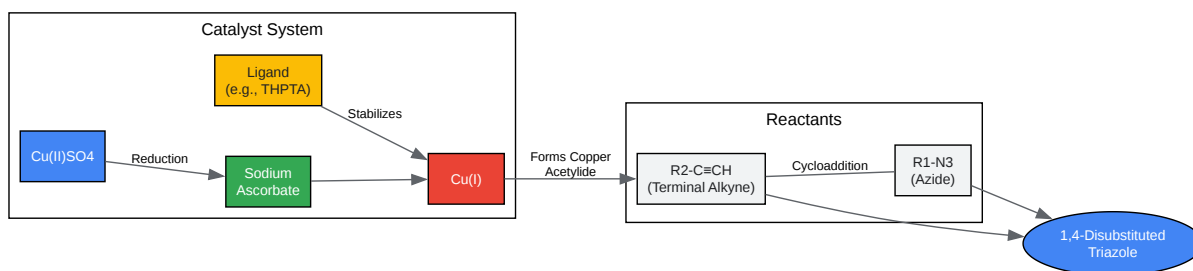 Catalyst System
Ligand
(e.g., THPTA)
Stabilizes
Cu(II)SO4
Reduction
Sodium
Ascorbate
Cu(I)
Forms Copper
Acetylide
Reactants
R2-C≡CH
(Terminal Alkyne)
Cycloaddition
R1-N3
(Azide)
1,4-Disubstituted
Triazole